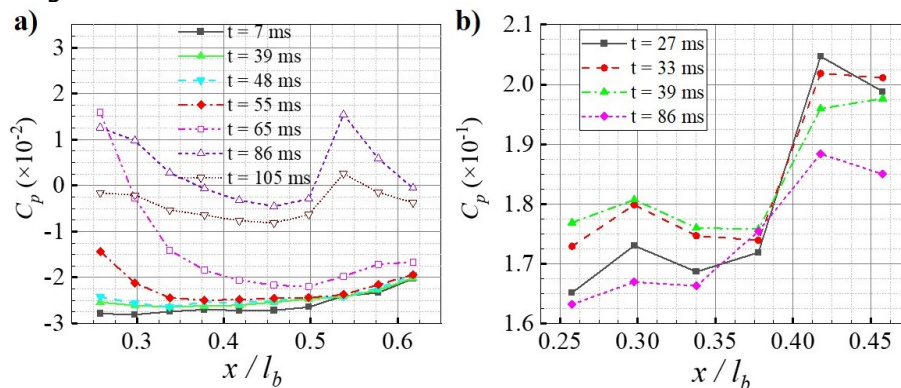 a)
C_p (×10^-2)
3
2
1
0
-1
-2
-3
t = 7 ms
t = 39 ms
t = 48 ms
t = 55 ms
t = 65 ms
t = 86 ms
t = 105 ms
0.3
0.4
0.5
0.6
x / l_b
b)
C_p (×10^-1)
2.1
2.0
1.9
1.8
1.7
1.6
t = 27 ms
t = 33 ms
t = 39 ms
t = 86 ms
0.25
0.30
0.35
0.40
0.45
x / l_b